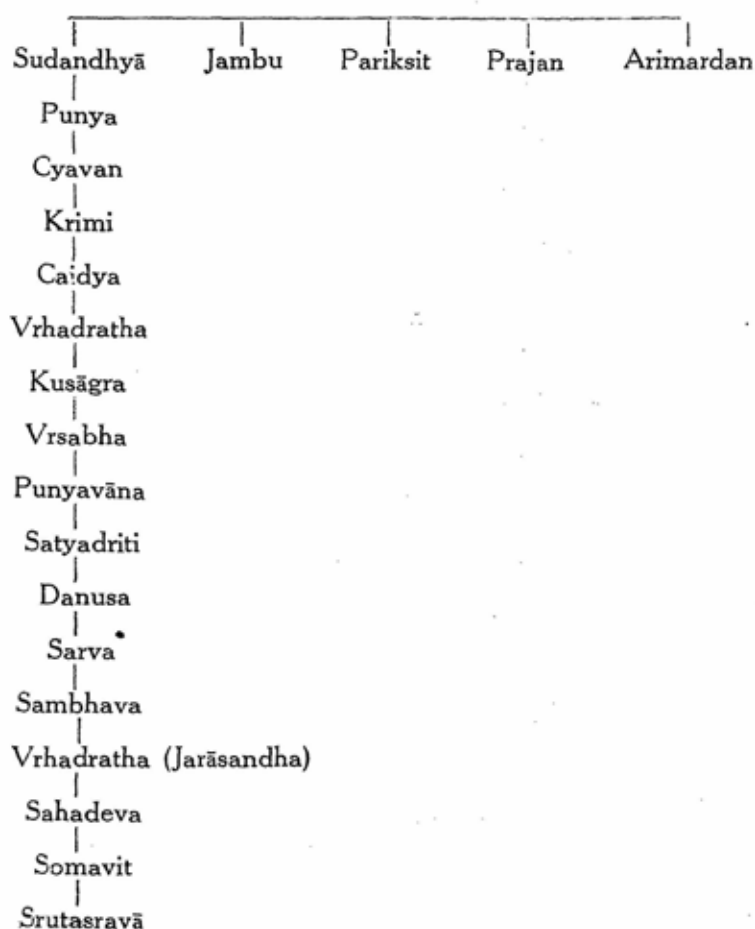 Sudandhyā Jambu Pariksit Prajan Arimardan
Punya
Cyavan
Krimi
Caidya
Vrhadratha
Kusāgra
Vrsabha
Punyavāna
Satyadriti
Danusa
Sarva
Sambhava
Vrhadratha (Jarāsandha)
Sahadeva
Somavit
Srutasravā